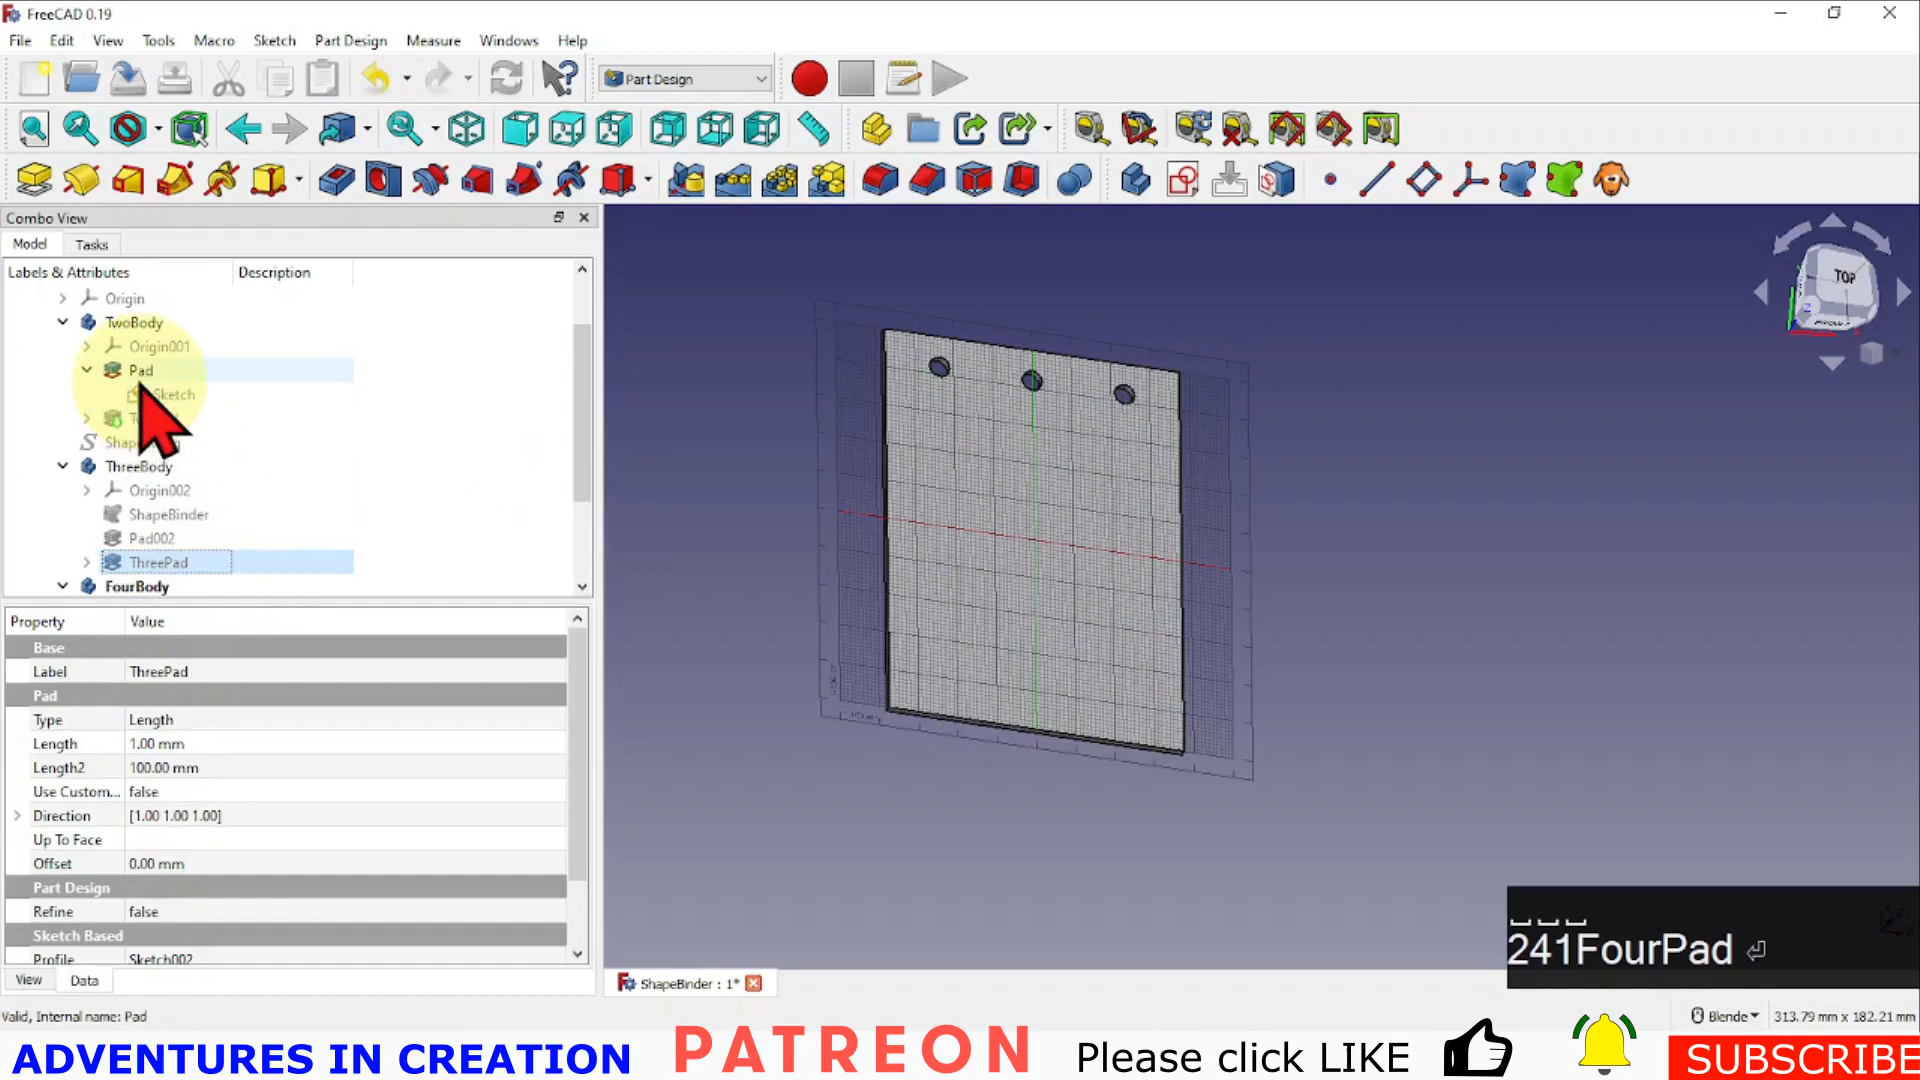 FreeCAD 0.19
File Edit View Tools Macro Sketch Part Design Measure Windows Help
Part Design
Combo View
Model Tasks
Labels & Attributes Description
Origin
TwoBody
Origin001
Pad
Sketch
ThreeBody
Origin002
ShapeBinder
Pad002
ThreePad
FourBody
Property Value
Base
Label ThreePad
Pad
Type Length
Length 1.00 mm
Length2 100.00 mm
Use Custom... false
Direction [1.00 1.00 1.00]
Up To Face
Offset 0.00 mm
Part Design
Refine false
Sketch Based
Profile Sketch002
View Data
TOP
241FourPad
ShapeBinder : 1*
Valid, Internal name: Pad
Blende 313.79 mm x 182.21 mm
ADVENTURES IN CREATION PATREON Please click LIKE SUBSCRIBE